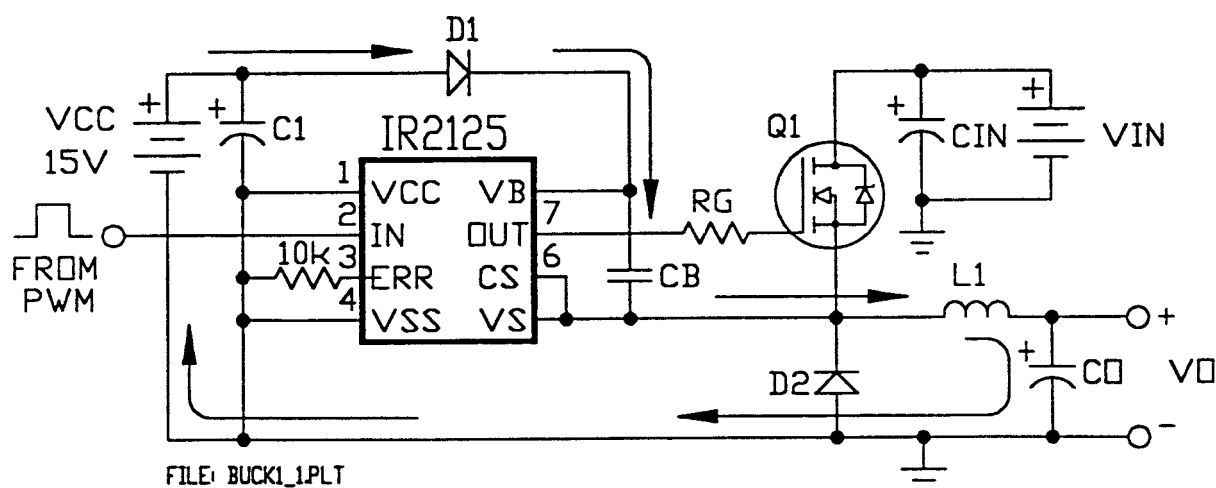 D1
+
VCC
15V
+
C1
IR2125
Q1
+
CIN
+
VIN
1
VCC
VB
2
IN
7
OUT
RG
FROM
PWM
10k
3
ERR
6
CS
CB
4
VSS
VS
L1
+
D2
+
CO
VO
-
FILE: BUCK1_1.PLT